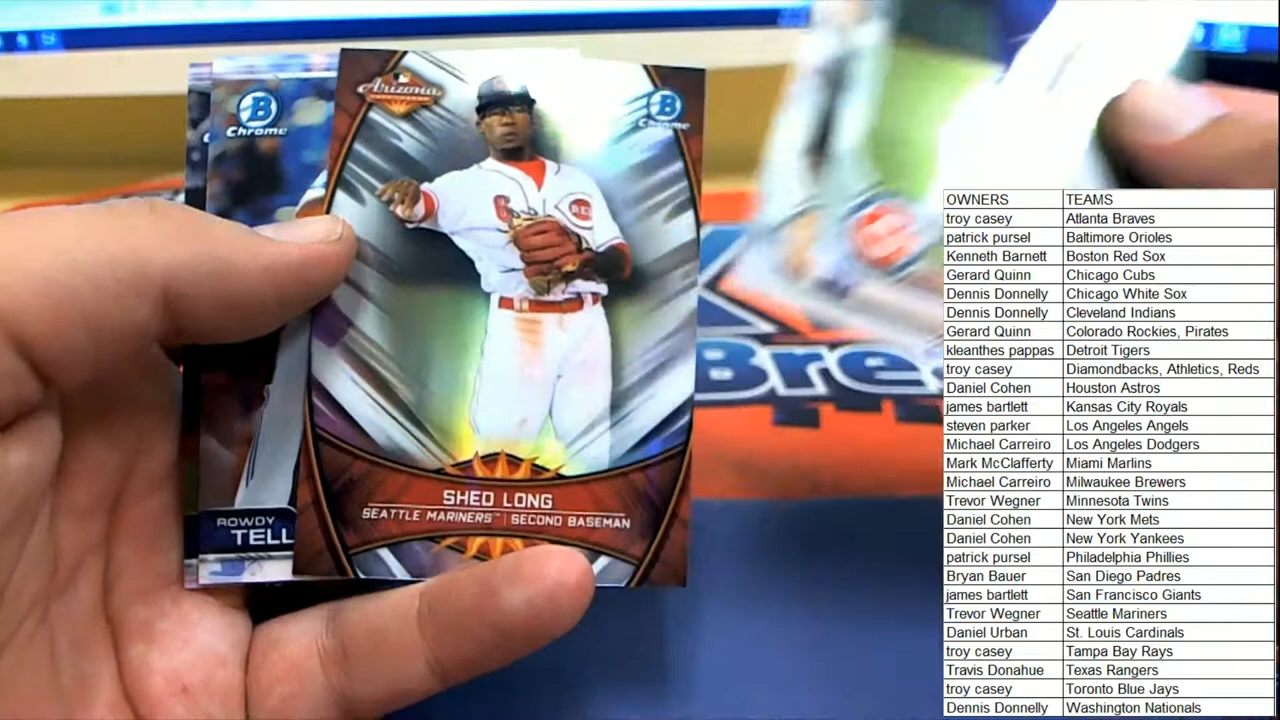 B
Chrome
Arizona
B
Chrome
REDS
SHED LONG
SEATTLE MARINERS™ | SECOND BASEMAN
ROWDY
TELL
Bre
OWNERS TEAMS
troy casey Atlanta Braves
patrick pursel Baltimore Orioles
Kenneth Barnett Boston Red Sox
Gerard Quinn Chicago Cubs
Dennis Donnelly Chicago White Sox
Dennis Donnelly Cleveland Indians
Gerard Quinn Colorado Rockies, Pirates
kleanthes pappas Detroit Tigers
troy casey Diamondbacks, Athletics, Reds
Daniel Cohen Houston Astros
james bartlett Kansas City Royals
steven parker Los Angeles Angels
Michael Carreiro Los Angeles Dodgers
Mark McClafferty Miami Marlins
Michael Carreiro Milwaukee Brewers
Trevor Wegner Minnesota Twins
Daniel Cohen New York Mets
Daniel Cohen New York Yankees
patrick pursel Philadelphia Phillies
Bryan Bauer San Diego Padres
james bartlett San Francisco Giants
Trevor Wegner Seattle Mariners
Daniel Urban St. Louis Cardinals
troy casey Tampa Bay Rays
Travis Donahue Texas Rangers
troy casey Toronto Blue Jays
Dennis Donnelly Washington Nationals